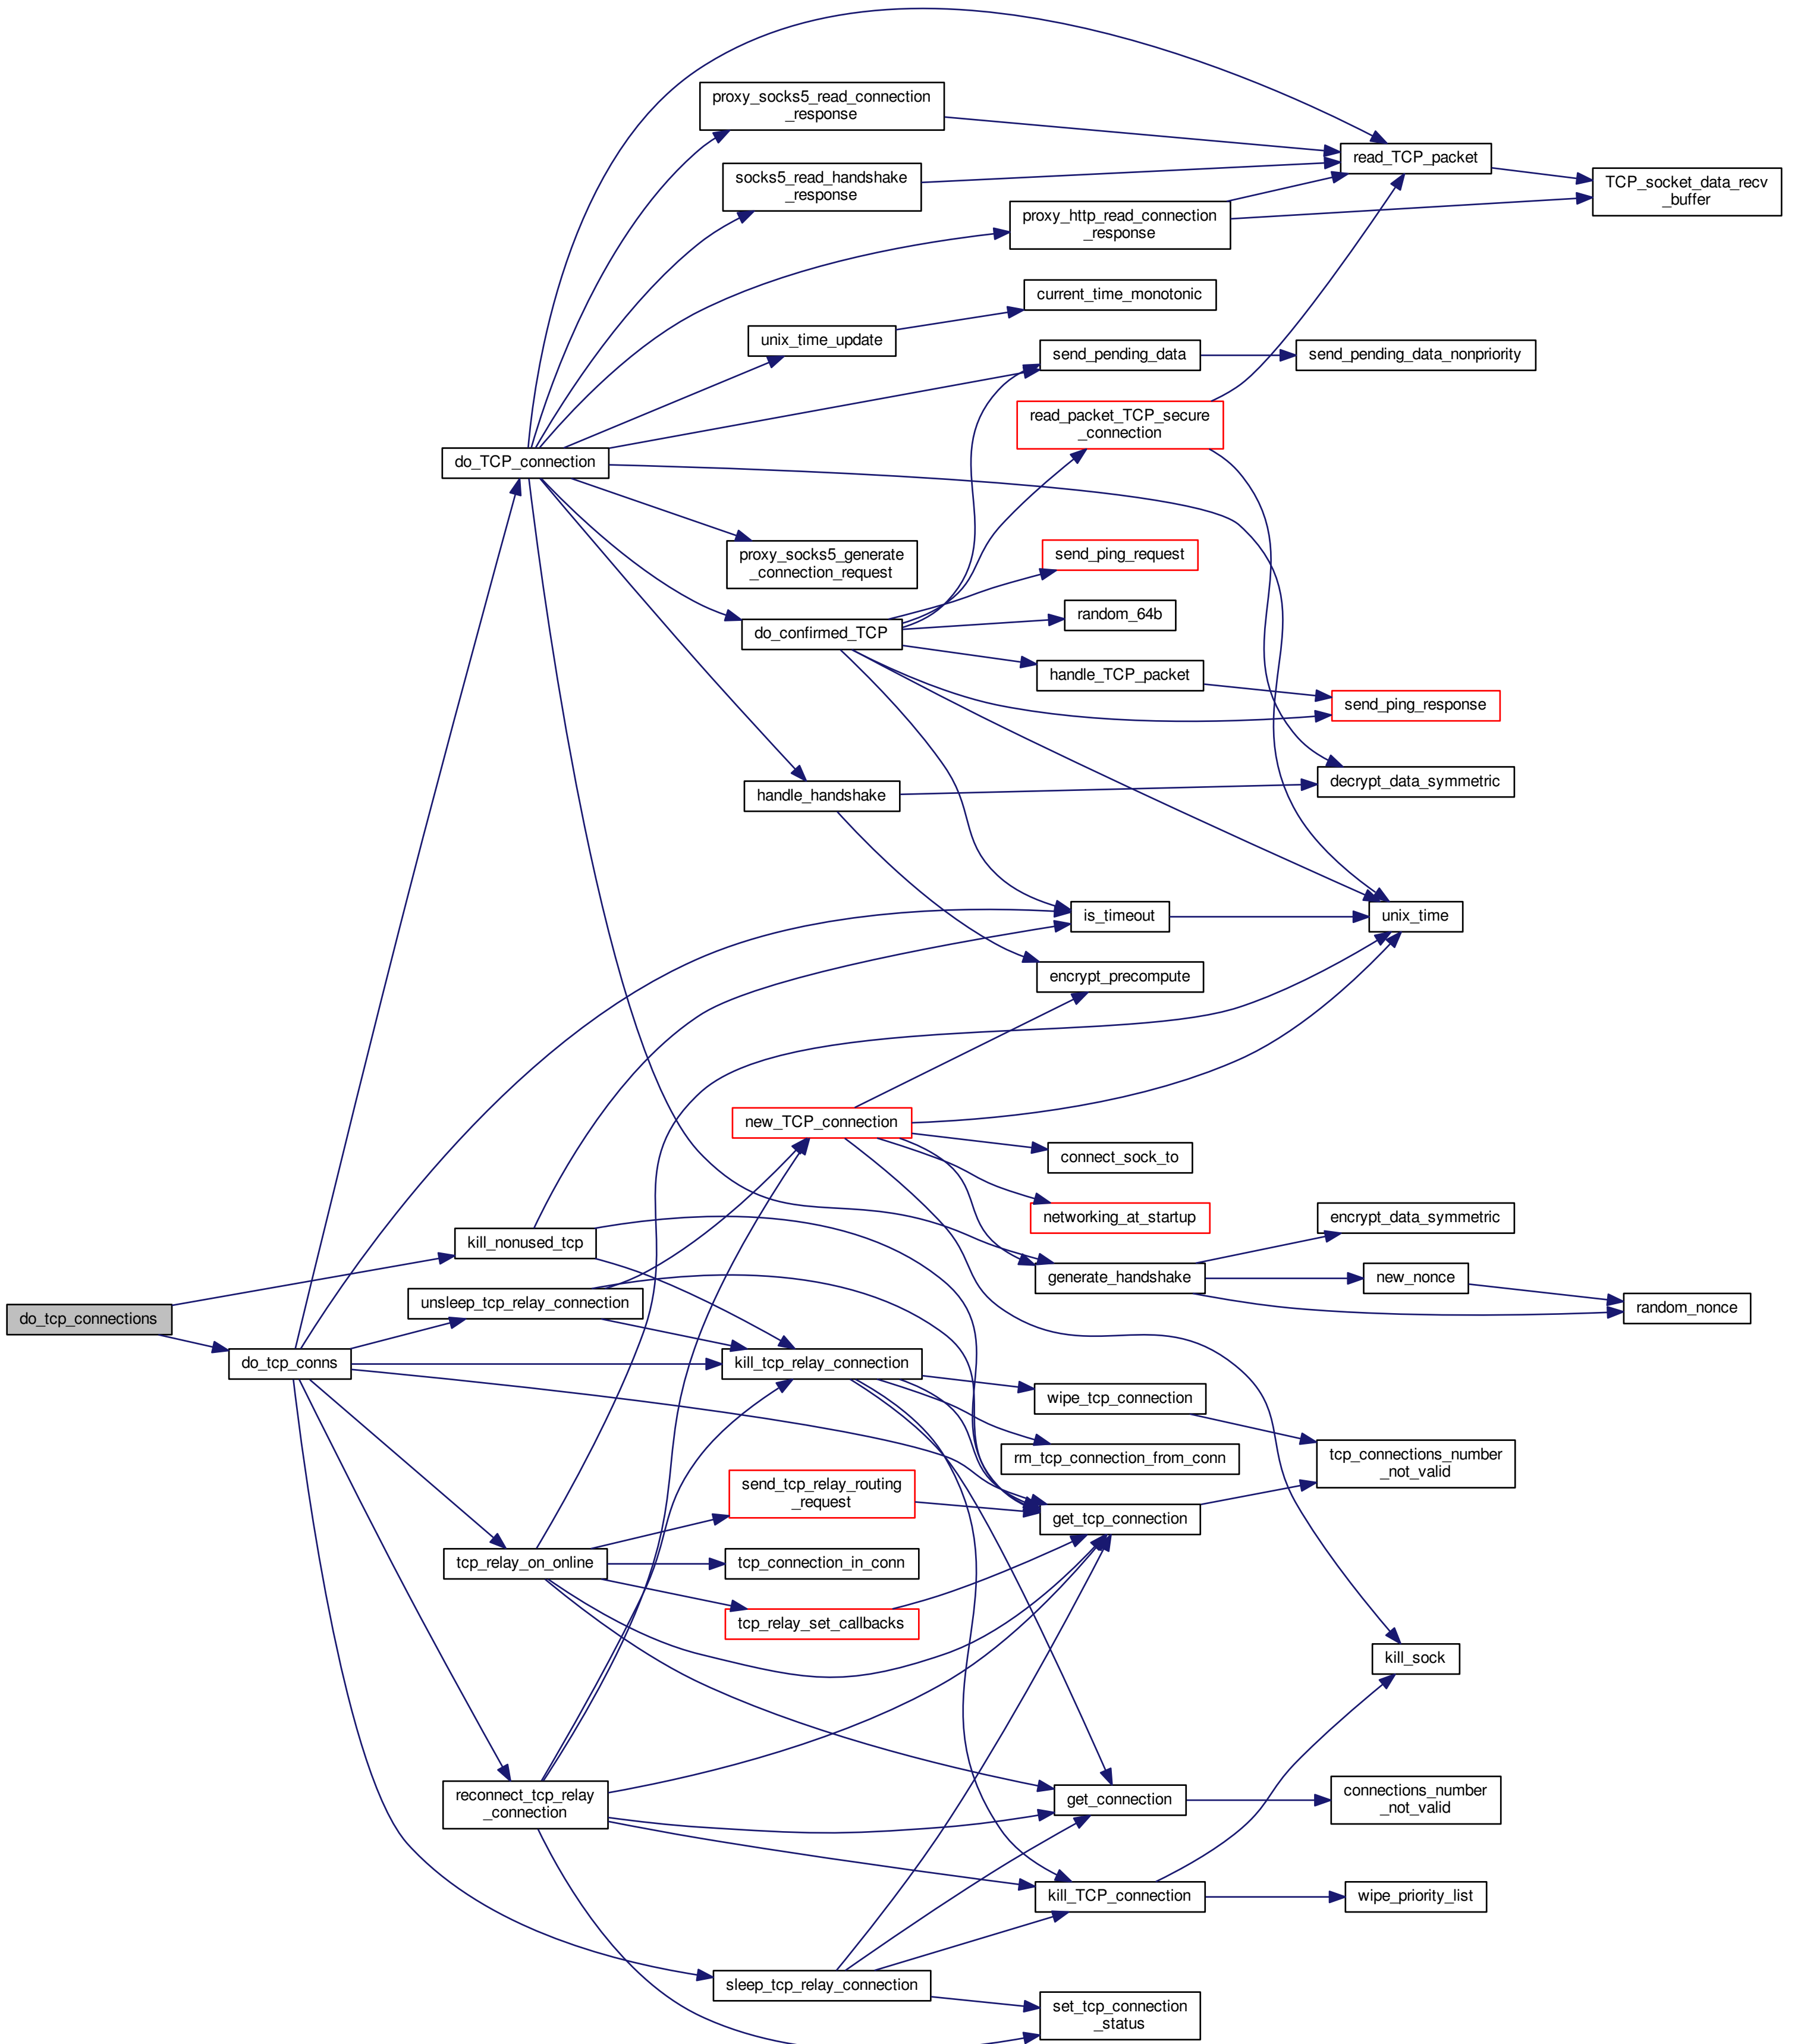 proxy_socks5_read_connection
_response
read_TCP_packet
socks5_read_handshake
_response
TCP_socket_data_recv
_buffer
proxy_http_read_connection
_response
current_time_monotonic
unix_time_update
send_pending_data
send_pending_data_nonpriority
read_packet_TCP_secure
_connection
do_TCP_connection
proxy_socks5_generate
_connection_request
send_ping_request
random_64b
do_confirmed_TCP
handle_TCP_packet
send_ping_response
decrypt_data_symmetric
handle_handshake
is_timeout
unix_time
encrypt_precompute
new_TCP_connection
connect_sock_to
networking_at_startup
encrypt_data_symmetric
kill_nonused_tcp
generate_handshake
new_nonce
unsleep_tcp_relay_connection
random_nonce
do_tcp_connections
do_tcp_conns
kill_tcp_relay_connection
wipe_tcp_connection
rm_tcp_connection_from_conn
tcp_connections_number
_not_valid
send_tcp_relay_routing
_request
get_tcp_connection
tcp_relay_on_online
tcp_connection_in_conn
tcp_relay_set_callbacks
kill_sock
reconnect_tcp_relay
_connection
get_connection
connections_number
_not_valid
kill_TCP_connection
wipe_priority_list
sleep_tcp_relay_connection
set_tcp_connection
_status